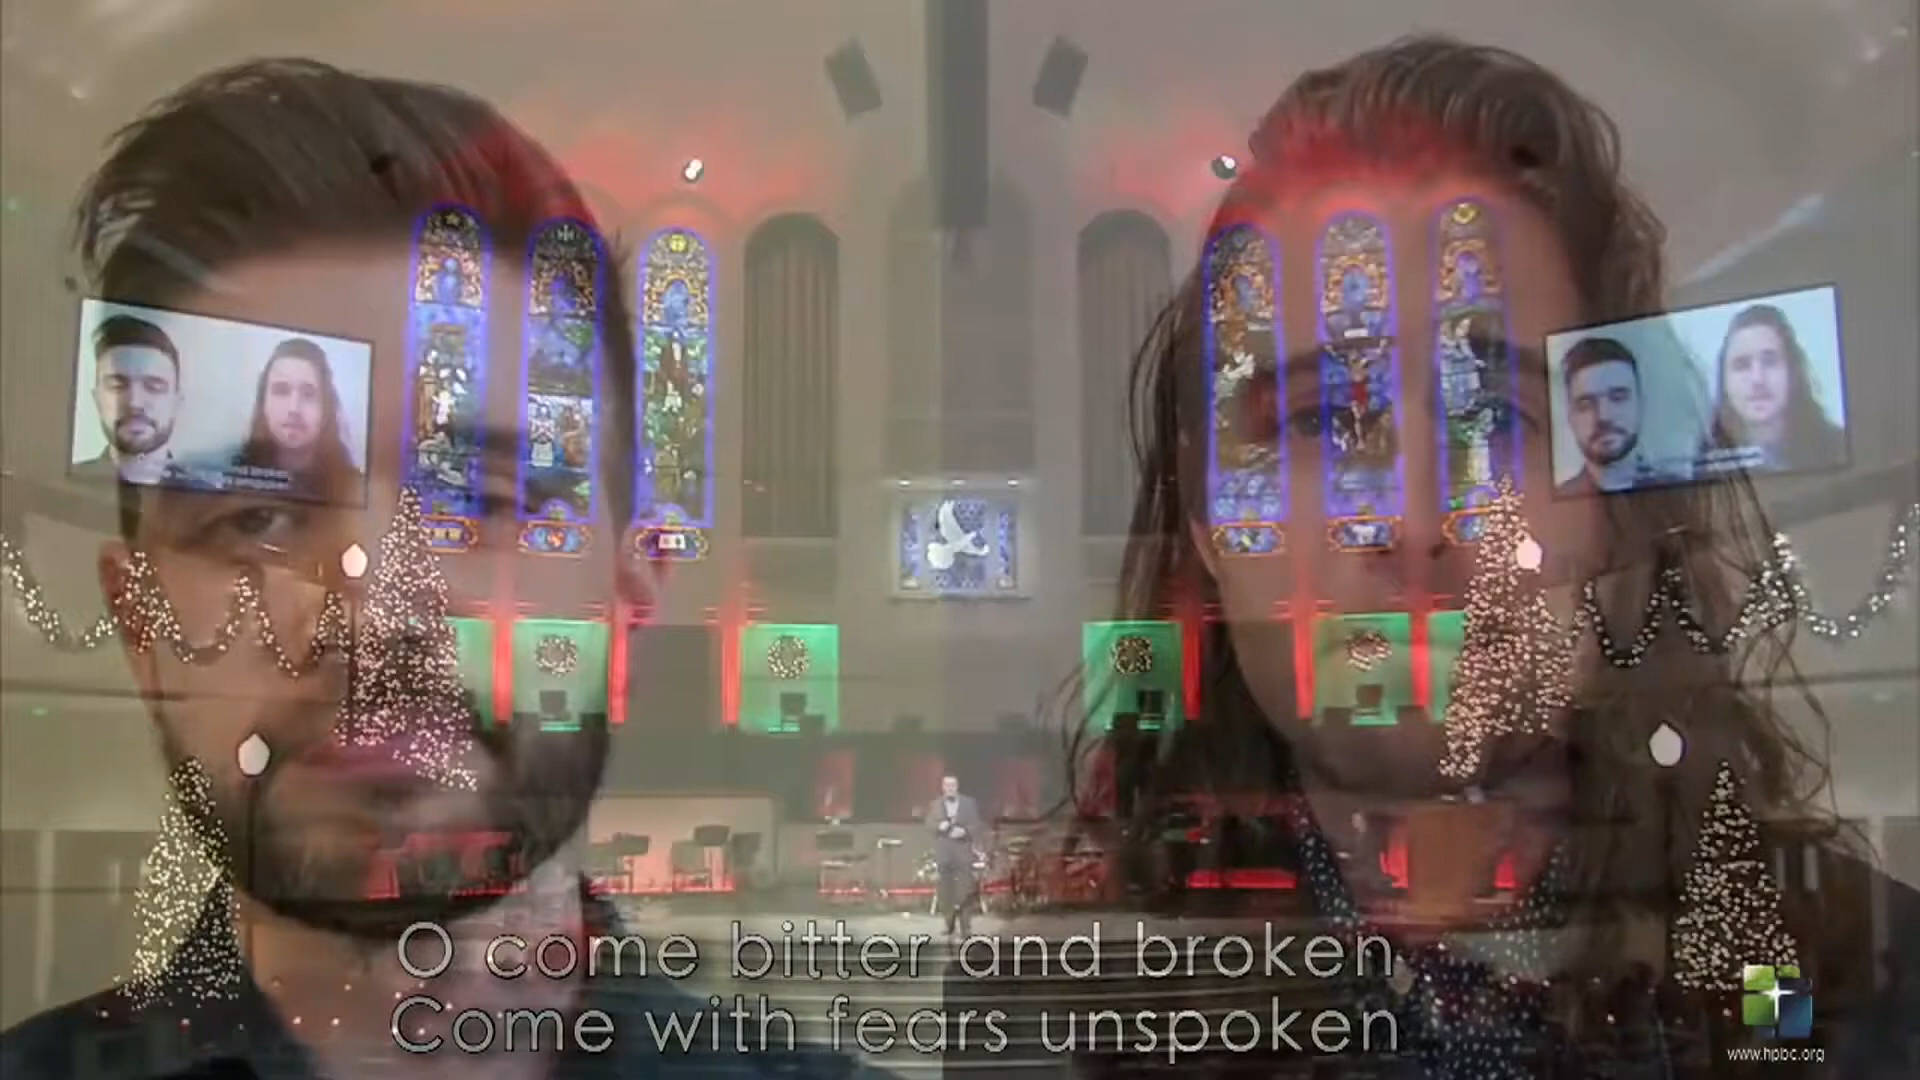 O come bitter and broken
Come with fears unspoken
www.hpbc.org